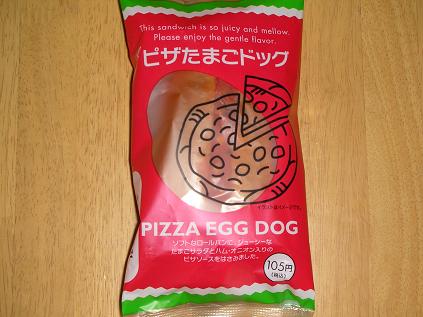 This sandwich is so juicy and mellow.
Please enjoy the gentle flavor.
ピザたまごドッグ
イラストはイメージです。
PIZZA EGG DOG
ソフトなロールパンに、ジューシーな
たまごサラダとハム・オニオン入りの
ピザソースをはさみました。
105円
(税込)